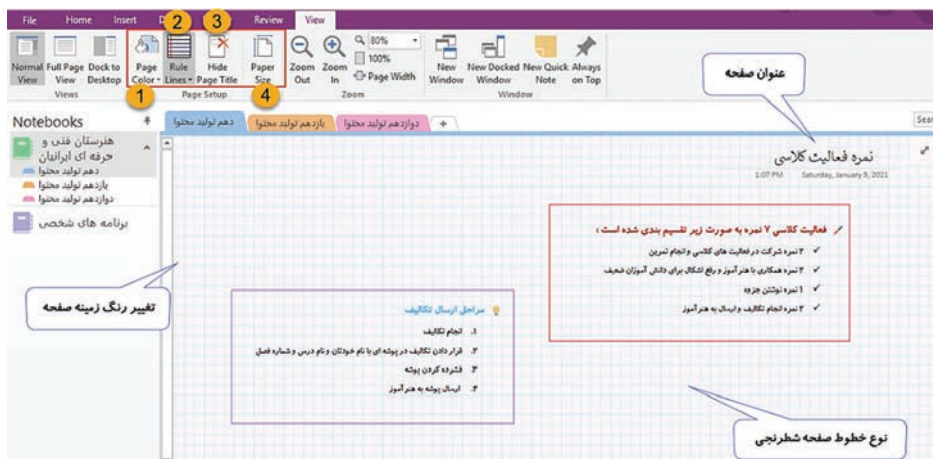 File Home Insert Review View
2 3
Normal View
Full Page View
Dock to Desktop
Page Color
Rule Lines
Hide Page Title
Paper Size
Zoom Out
Zoom In
80%
100%
Page Width
New Window
New Docked Window
New Quick Note
Always on Top
1 4
Views Page Setup Zoom Window
عنوان صفحه
Notebooks
دهم تولید محتوا
یازدهم تولید محتوا
دوازدهم تولید محتوا
+
Sear
هنرستان فنی و
حرفه ای ایرانیان
دهم تولید محتوا
یازدهم تولید محتوا
دوازدهم تولید محتوا
برنامه های شخصی
نمره فعالیت کلاسی
1:07 PM Saturday, January 9, 2021
فعالیت کلاسی ۷ نمره به صورت زیر تقسیم بندی شده است :
✓ ۲ نمره شرکت در فعالیت های کلاسی و انجام تمرین
✓ ۲ نمره همکاری با هنر آموز و رفع اشکال برای دانش آموزان ضعیف
✓ 1 نمره نوشتن جزوه
✓ ۲ نمره انجام تکالیف و ارسال به هنر آموز
تغییر رنگ زمینه صفحه
مراحل ارسال تکالیف
۱. انجام تکالیف
۲. قرار دادن تکالیف در پوشه ای با نام خودتان و نام درس و شماره فصل
۳. فشرده کردن پوشه
۴. ارسال پوشه به هنر آموز
نوع خطوط صفحه شطرنجی